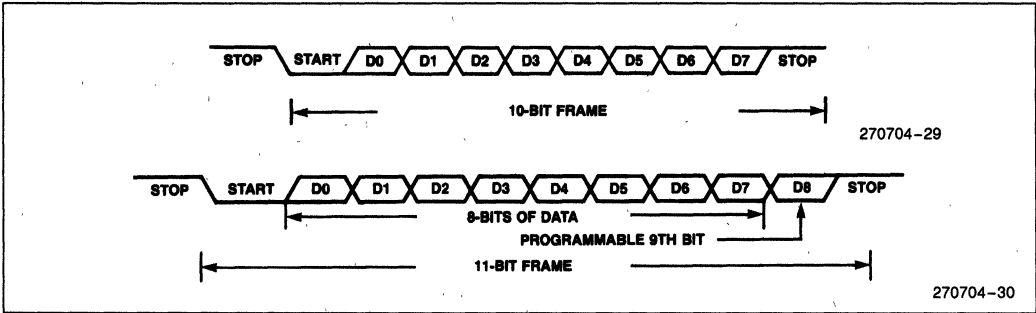 STOP START D0 D1 D2 D3 D4 D5 D6 D7 STOP
10-BIT FRAME
270704-29
STOP START D0 D1 D2 D3 D4 D5 D6 D7 D8 STOP
8-BITS OF DATA
PROGRAMMABLE 9TH BIT
11-BIT FRAME
270704-30